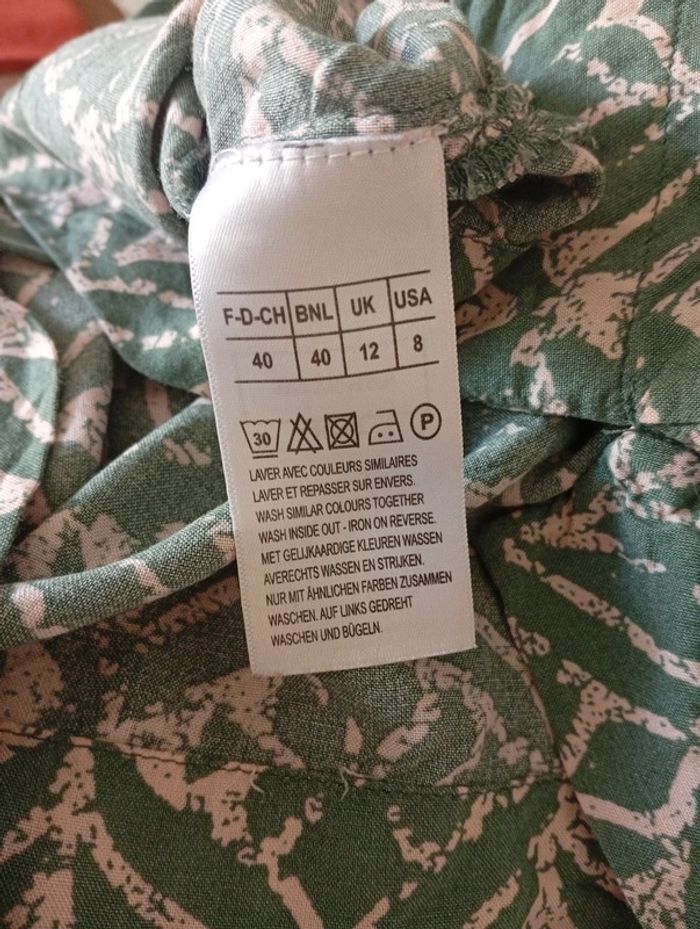 F-D-CH BNL UK USA
40 40 12 8
30 P
LAVER AVEC COULEURS SIMILAIRES
LAVER ET REPASSER SUR ENVERS.
WASH SIMILAR COLOURS TOGETHER
WASH INSIDE OUT - IRON ON REVERSE.
MET GELIJKAARDIGE KLEUREN WASSEN
AVERECHTS WASSEN EN STRIJKEN.
NUR MIT ÄHNLICHEN FARBEN ZUSAMMEN
WASCHEN. AUF LINKS GEDREHT
WASCHEN UND BÜGELN.